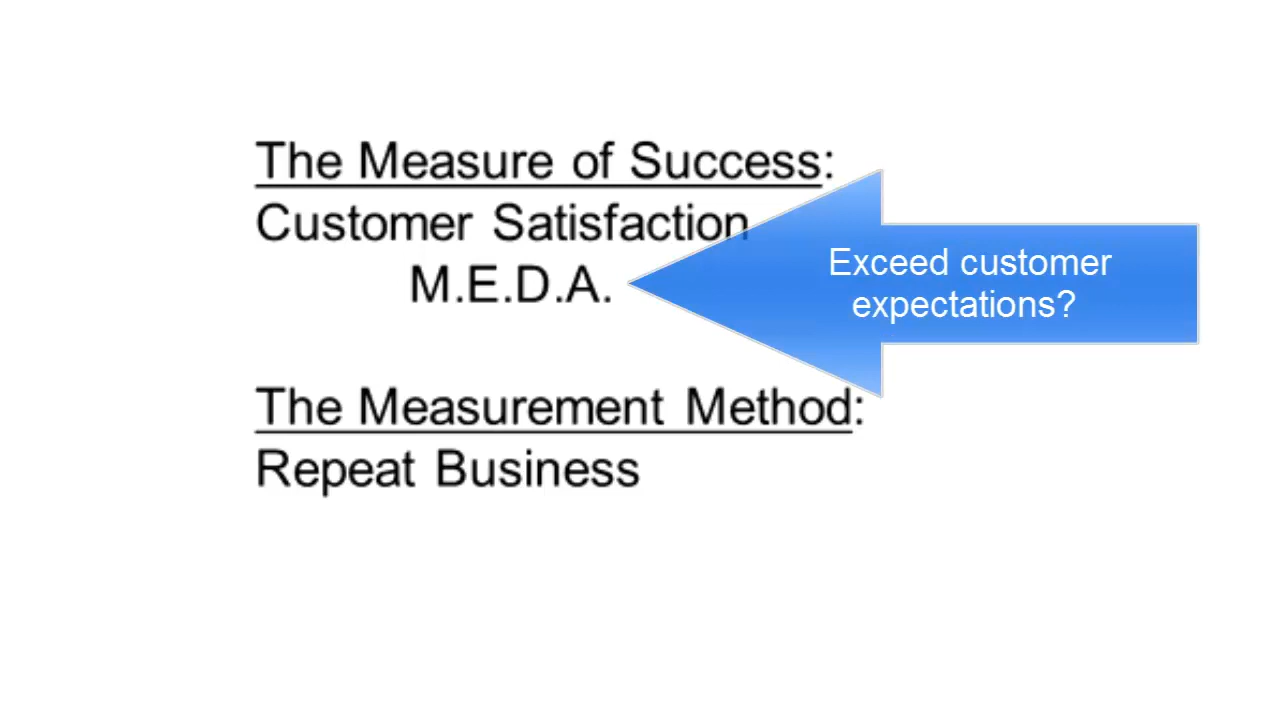 The Measure of Success:
Customer Satisfaction
M.E.D.A.
Exceed customer
expectations?
The Measurement Method:
Repeat Business